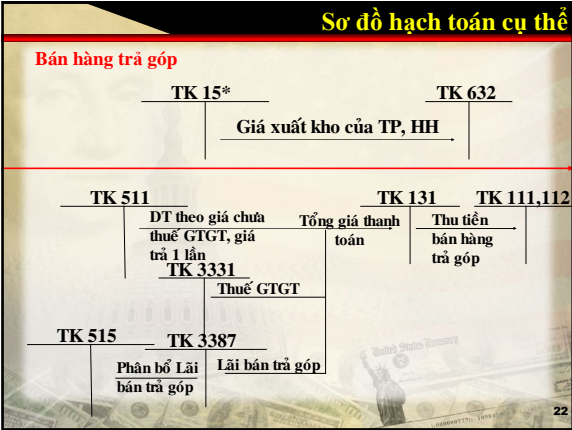 Sơ đồ hạch toán cụ thể
Bán hàng trả góp
TK 15*
TK 632
Giá xuất kho của TP, HH
TK 511
TK 131
TK 111,112
DT theo giá chưa
thuế GTGT, giá
trả 1 lần
Tổng giá thanh
toán
Thu tiền
bán hàng
trả góp
TK 3331
Thuế GTGT
TK 515
TK 3387
Phân bổ Lãi
bán trả góp
Lãi bán trả góp
United States Treasury
22